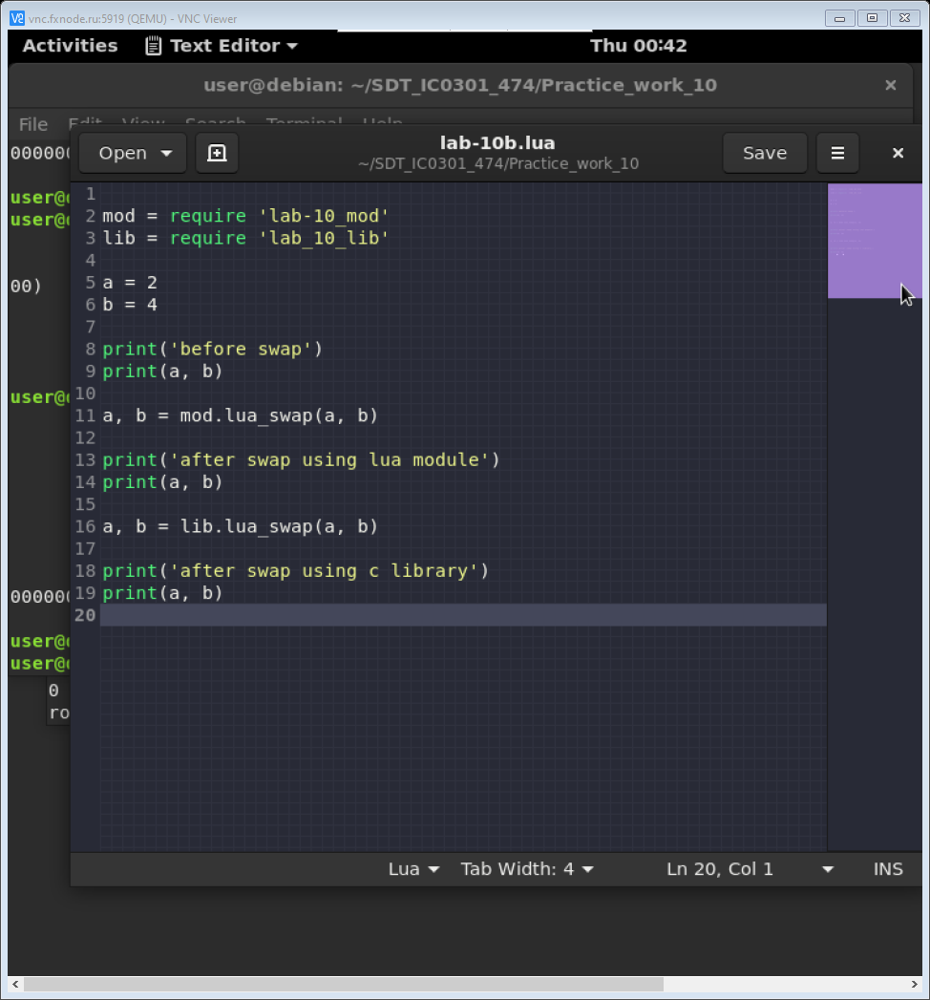 vnc.fxnode.ru:5919 (QEMU) - VNC Viewer
Activities Text Editor Thu 00:42
user@debian: ~/SDT_IC0301_474/Practice_work_10
File Edit View Search Terminal Help
Open lab-10b.lua Save
~/SDT_IC0301_474/Practice_work_10
1
2 mod = require 'lab-10_mod'
3 lib = require 'lab_10_lib'
4
5 a = 2
6 b = 4
7
8 print('before swap')
9 print(a, b)
10
11 a, b = mod.lua_swap(a, b)
12
13 print('after swap using lua module')
14 print(a, b)
15
16 a, b = lib.lua_swap(a, b)
17
18 print('after swap using c library')
19 print(a, b)
20
000000
user@
user@
00)
user@
000000
user@
user@
0
ro
Lua Tab Width: 4 Ln 20, Col 1 INS